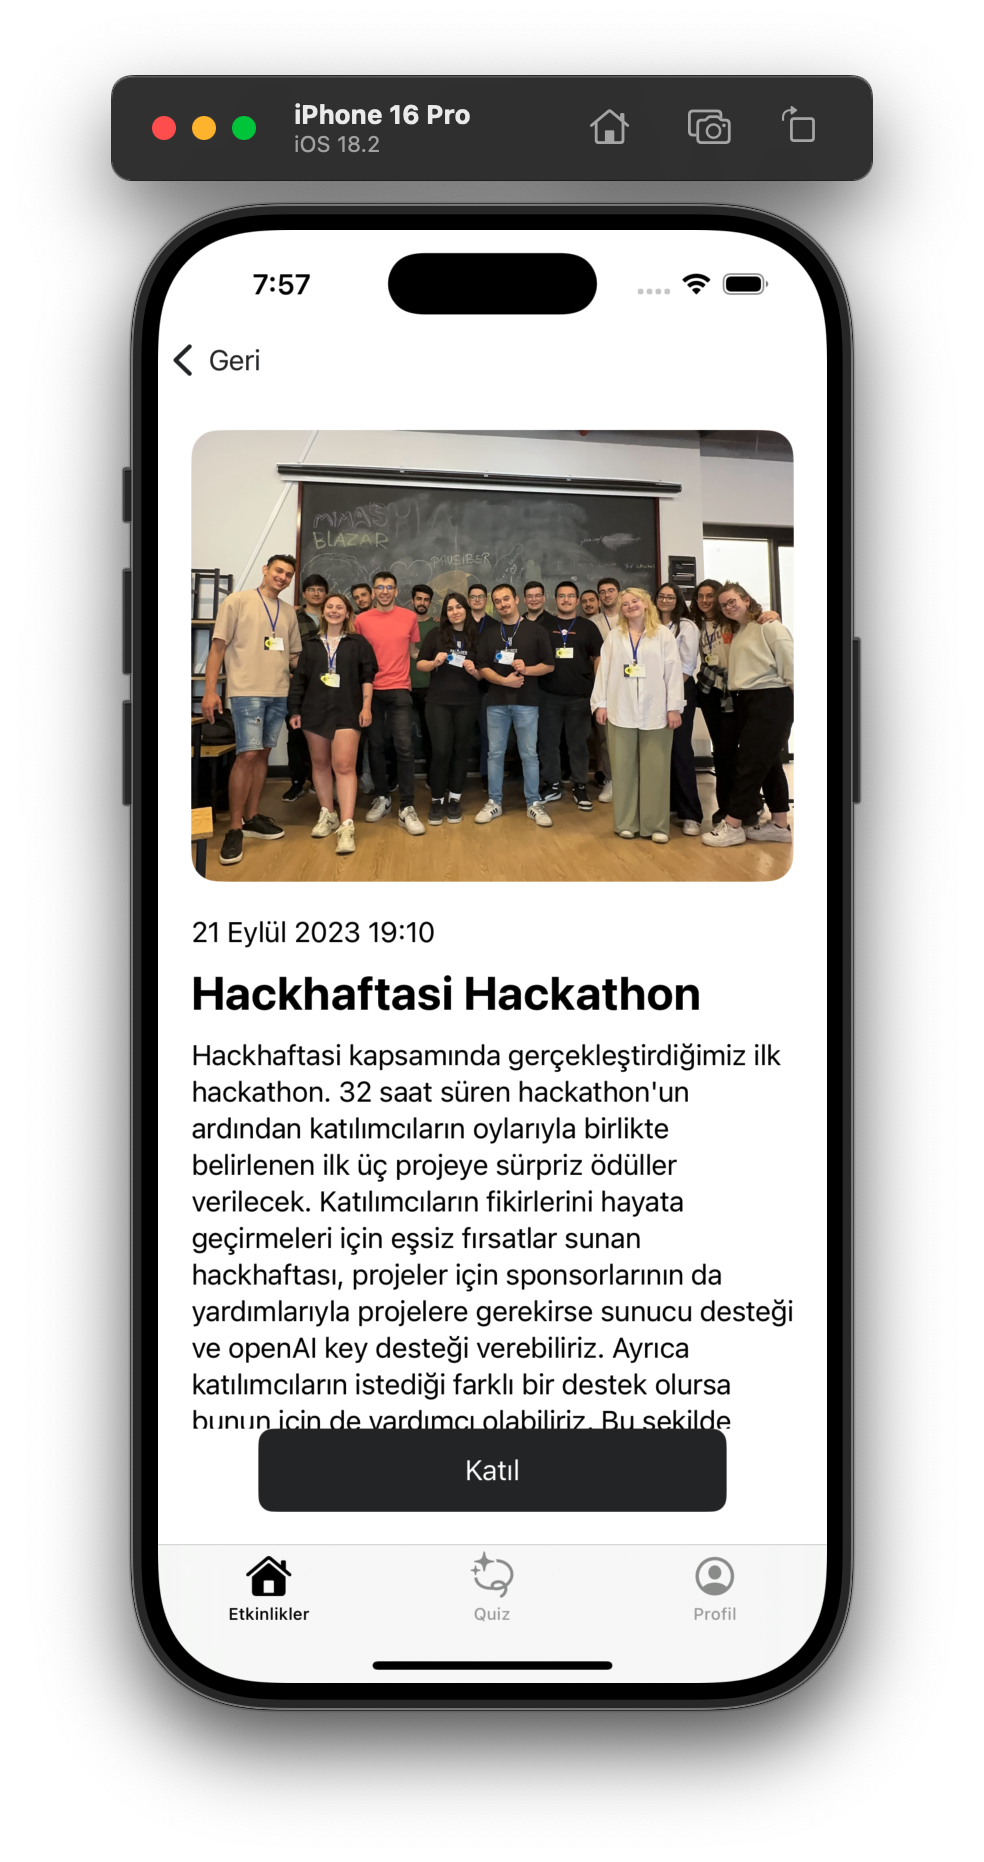 iPhone 16 Pro
iOS 18.2
7:57
Geri
MIMAS
BLAZAR
PAUSIBER
21 Eylül 2023 19:10
Hackhaftasi Hackathon
Hackhaftasi kapsamında gerçekleştirdiğimiz ilk
hackathon. 32 saat süren hackathon'un
ardından katılımcıların oylarıyla birlikte
belirlenen ilk üç projeye sürpriz ödüller
verilecek. Katılımcıların fikirlerini hayata
geçirmeleri için eşsiz fırsatlar sunan
hackhaftası, projeler için sponsorlarının da
yardımlarıyla projelere gerekirse sunucu desteği
ve openAI key desteği verebiliriz. Ayrıca
katılımcıların istediği farklı bir destek olursa
bunun için de yardımcı olabiliriz. Bu şekilde
Katıl
Etkinlikler
Quiz
Profil